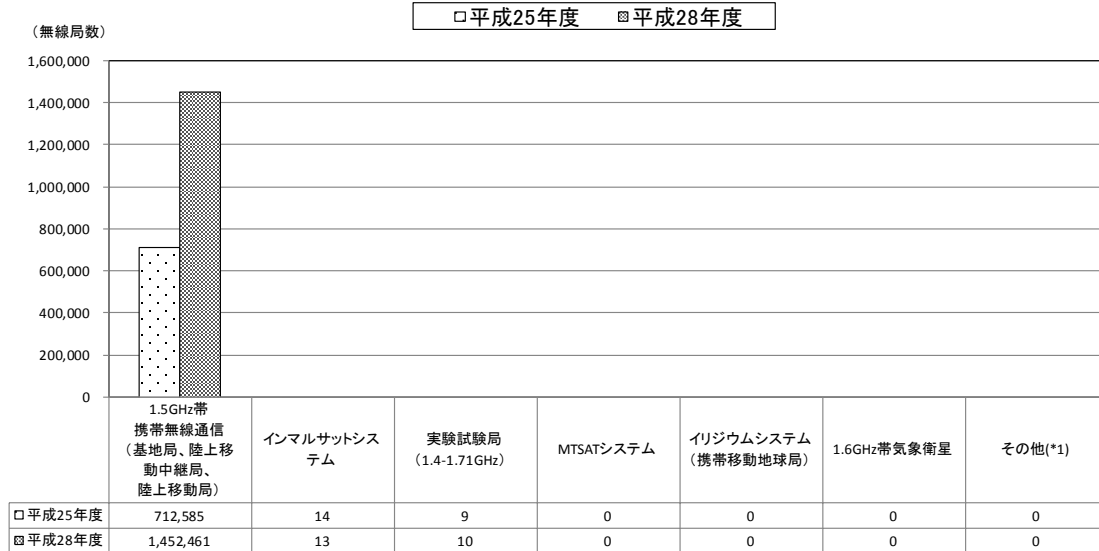 □平成25年度 ▩平成28年度
（無線局数）
1,600,000
1,400,000
1,200,000
1,000,000
800,000
600,000
400,000
200,000
0
1.5GHz帯
携帯無線通信
（基地局、陸上移
動中継局、
陸上移動局）
インマルサットシス
テム
実験試験局
（1.4-1.71GHz）
MTSATシステム
イリジウムシステム
（携帯移動地球局）
1.6GHz帯気象衛星
その他(*1)
□平成25年度 712,585 14 9 0 0 0 0
▩平成28年度 1,452,461 13 10 0 0 0 0